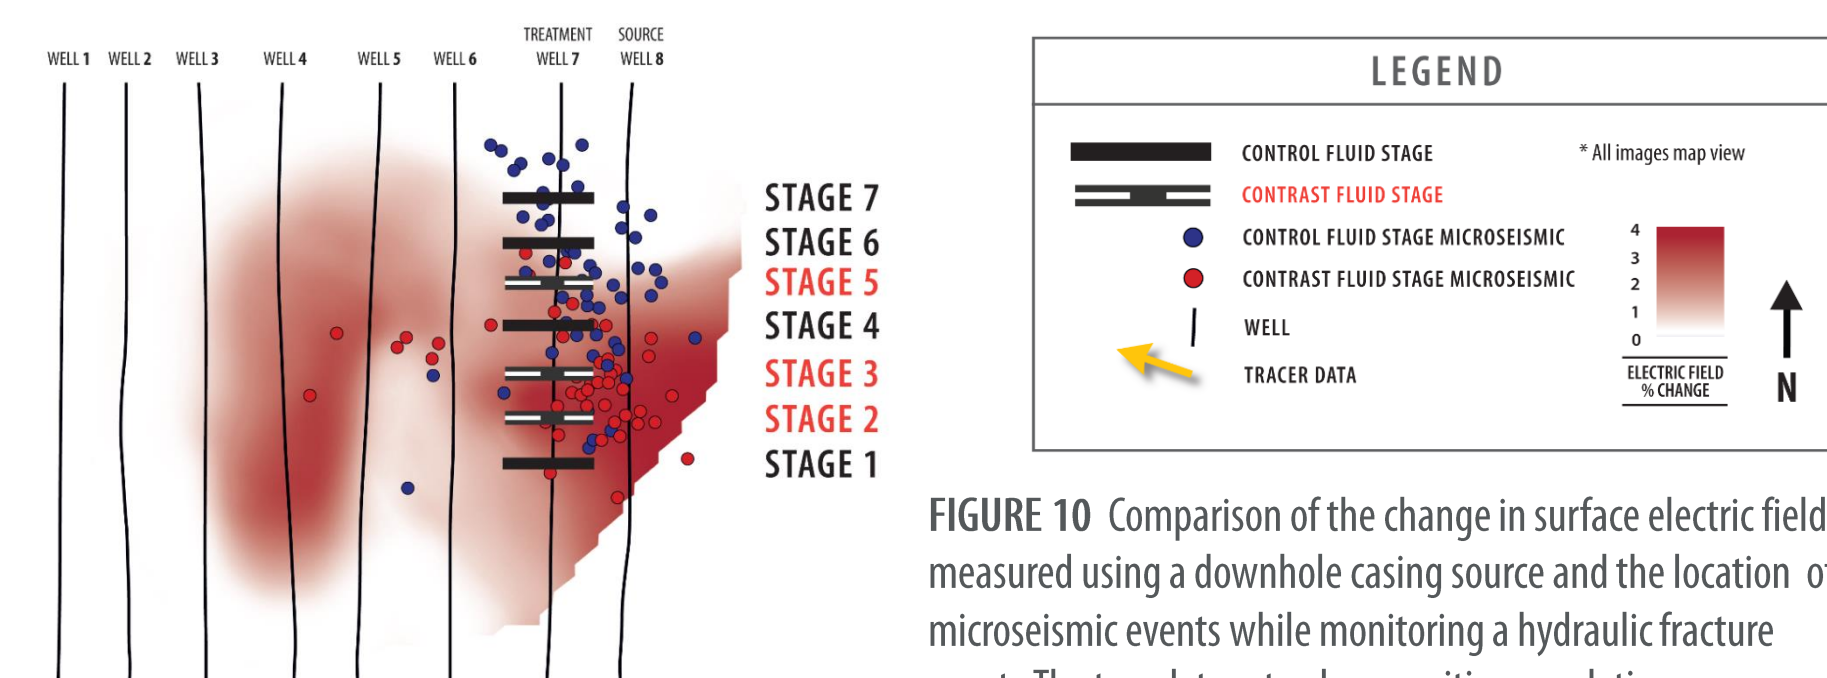 TREATMENT SOURCE
WELL 1 WELL 2 WELL 3 WELL 4 WELL 5 WELL 6 WELL 7 WELL 8
STAGE 7
STAGE 6
STAGE 5
STAGE 4
STAGE 3
STAGE 2
STAGE 1
LEGEND
CONTROL FLUID STAGE
* All images map view
CONTRAST FLUID STAGE
CONTROL FLUID STAGE MICROSEISMIC
CONTRAST FLUID STAGE MICROSEISMIC
WELL
TRACER DATA
4
3
2
1
0
ELECTRIC FIELD
% CHANGE
N
FIGURE 10 Comparison of the change in surface electric field
measured using a downhole casing source and the location
microseismic events while monitoring a hydraulic fracture